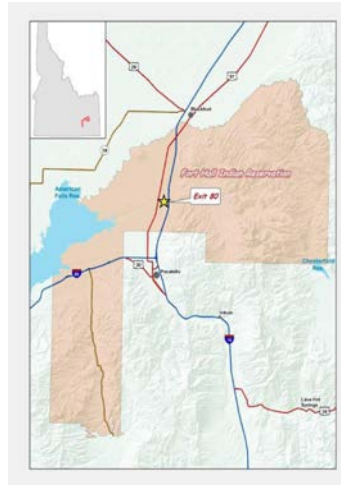 Blackfoot
Fort Hall Indian Reservation
American
Falls Res
Exit 80
Chesterfield
Res
Pocatello
Inkom
Lava Hot
Springs